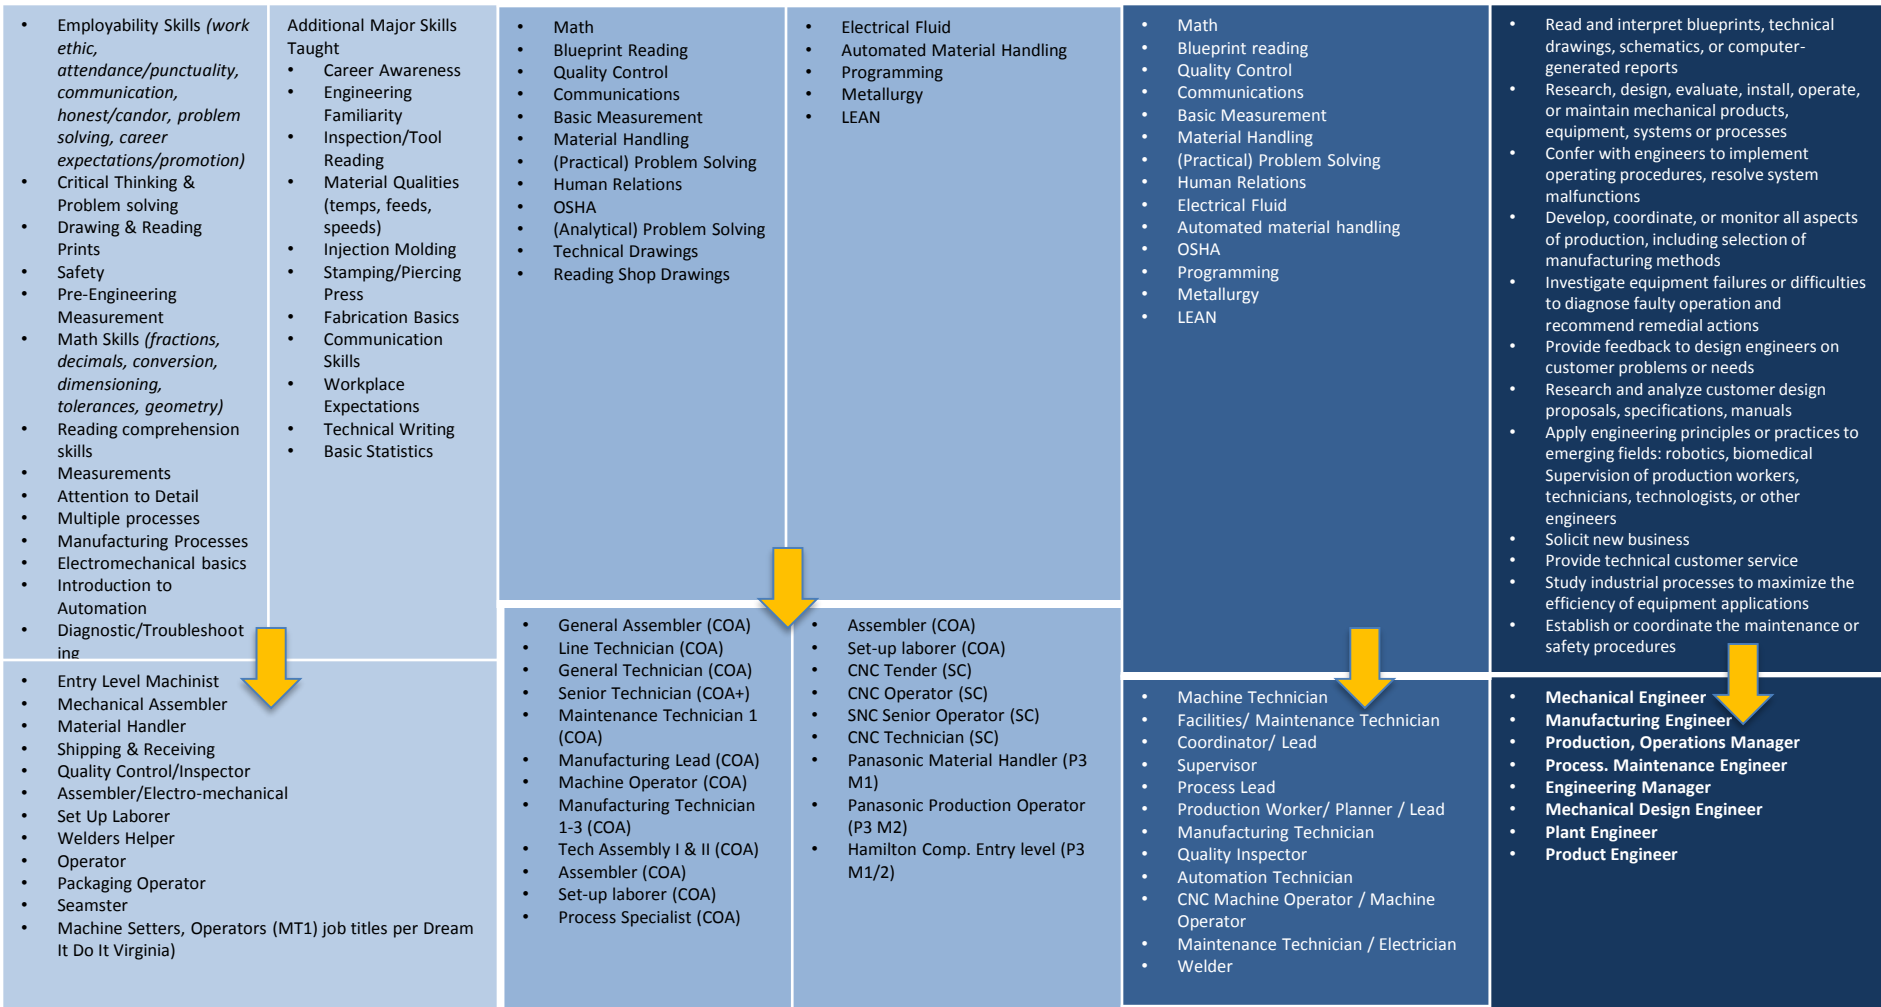 • Employability Skills (work
ethic,
attendance/punctuality,
communication,
honest/candor, problem
solving, career
expectations/promotion)
• Critical Thinking &
Problem solving
• Drawing & Reading
Prints
• Safety
• Pre-Engineering
Measurement
• Math Skills (fractions,
decimals, conversion,
dimensioning,
tolerances, geometry)
• Reading comprehension
skills
• Measurements
• Attention to Detail
• Multiple processes
• Manufacturing Processes
• Electromechanical basics
• Introduction to
Automation
• Diagnostic/Troubleshoot
ing
Additional Major Skills
Taught
• Career Awareness
• Engineering
Familiarity
• Inspection/Tool
Reading
• Material Qualities
(temps, feeds,
speeds)
• Injection Molding
• Stamping/Piercing
Press
• Fabrication Basics
• Communication
Skills
• Workplace
Expectations
• Technical Writing
• Basic Statistics
• Entry Level Machinist
• Mechanical Assembler
• Material Handler
• Shipping & Receiving
• Quality Control/Inspector
• Assembler/Electro-mechanical
• Set Up Laborer
• Welders Helper
• Operator
• Packaging Operator
• Seamster
• Machine Setters, Operators (MT1) job titles per Dream
It Do It Virginia)
• Math
• Blueprint Reading
• Quality Control
• Communications
• Basic Measurement
• Material Handling
• (Practical) Problem Solving
• Human Relations
• OSHA
• (Analytical) Problem Solving
• Technical Drawings
• Reading Shop Drawings
• Electrical Fluid
• Automated Material Handling
• Programming
• Metallurgy
• LEAN
• General Assembler (COA)
• Line Technician (COA)
• General Technician (COA)
• Senior Technician (COA+)
• Maintenance Technician 1
(COA)
• Manufacturing Lead (COA)
• Machine Operator (COA)
• Manufacturing Technician
1-3 (COA)
• Tech Assembly I & II (COA)
• Assembler (COA)
• Set-up laborer (COA)
• Process Specialist (COA)
• Assembler (COA)
• Set-up laborer (COA)
• CNC Tender (SC)
• CNC Operator (SC)
• SNC Senior Operator (SC)
• CNC Technician (SC)
• Panasonic Material Handler (P3
M1)
• Panasonic Production Operator
(P3 M2)
• Hamilton Comp. Entry level (P3
M1/2)
• Math
• Blueprint reading
• Quality Control
• Communications
• Basic Measurement
• Material Handling
• (Practical) Problem Solving
• Human Relations
• Electrical Fluid
• Automated material handling
• OSHA
• Programming
• Metallurgy
• LEAN
• Machine Technician
• Facilities/ Maintenance Technician
• Coordinator/ Lead
• Supervisor
• Process Lead
• Production Worker/ Planner / Lead
• Manufacturing Technician
• Quality Inspector
• Automation Technician
• CNC Machine Operator / Machine
Operator
• Maintenance Technician / Electrician
• Welder
• Read and interpret blueprints, technical
drawings, schematics, or computer-
generated reports
• Research, design, evaluate, install, operate,
or maintain mechanical products,
equipment, systems or processes
• Confer with engineers to implement
operating procedures, resolve system
malfunctions
• Develop, coordinate, or monitor all aspects
of production, including selection of
manufacturing methods
• Investigate equipment failures or difficulties
to diagnose faulty operation and
recommend remedial actions
• Provide feedback to design engineers on
customer problems or needs
• Research and analyze customer design
proposals, specifications, manuals
• Apply engineering principles or practices to
emerging fields: robotics, biomedical
Supervision of production workers,
technicians, technologists, or other
engineers
• Solicit new business
• Provide technical customer service
• Study industrial processes to maximize the
efficiency of equipment applications
• Establish or coordinate the maintenance or
safety procedures
• Mechanical Engineer
• Manufacturing Engineer
• Production, Operations Manager
• Process. Maintenance Engineer
• Engineering Manager
• Mechanical Design Engineer
• Plant Engineer
• Product Engineer